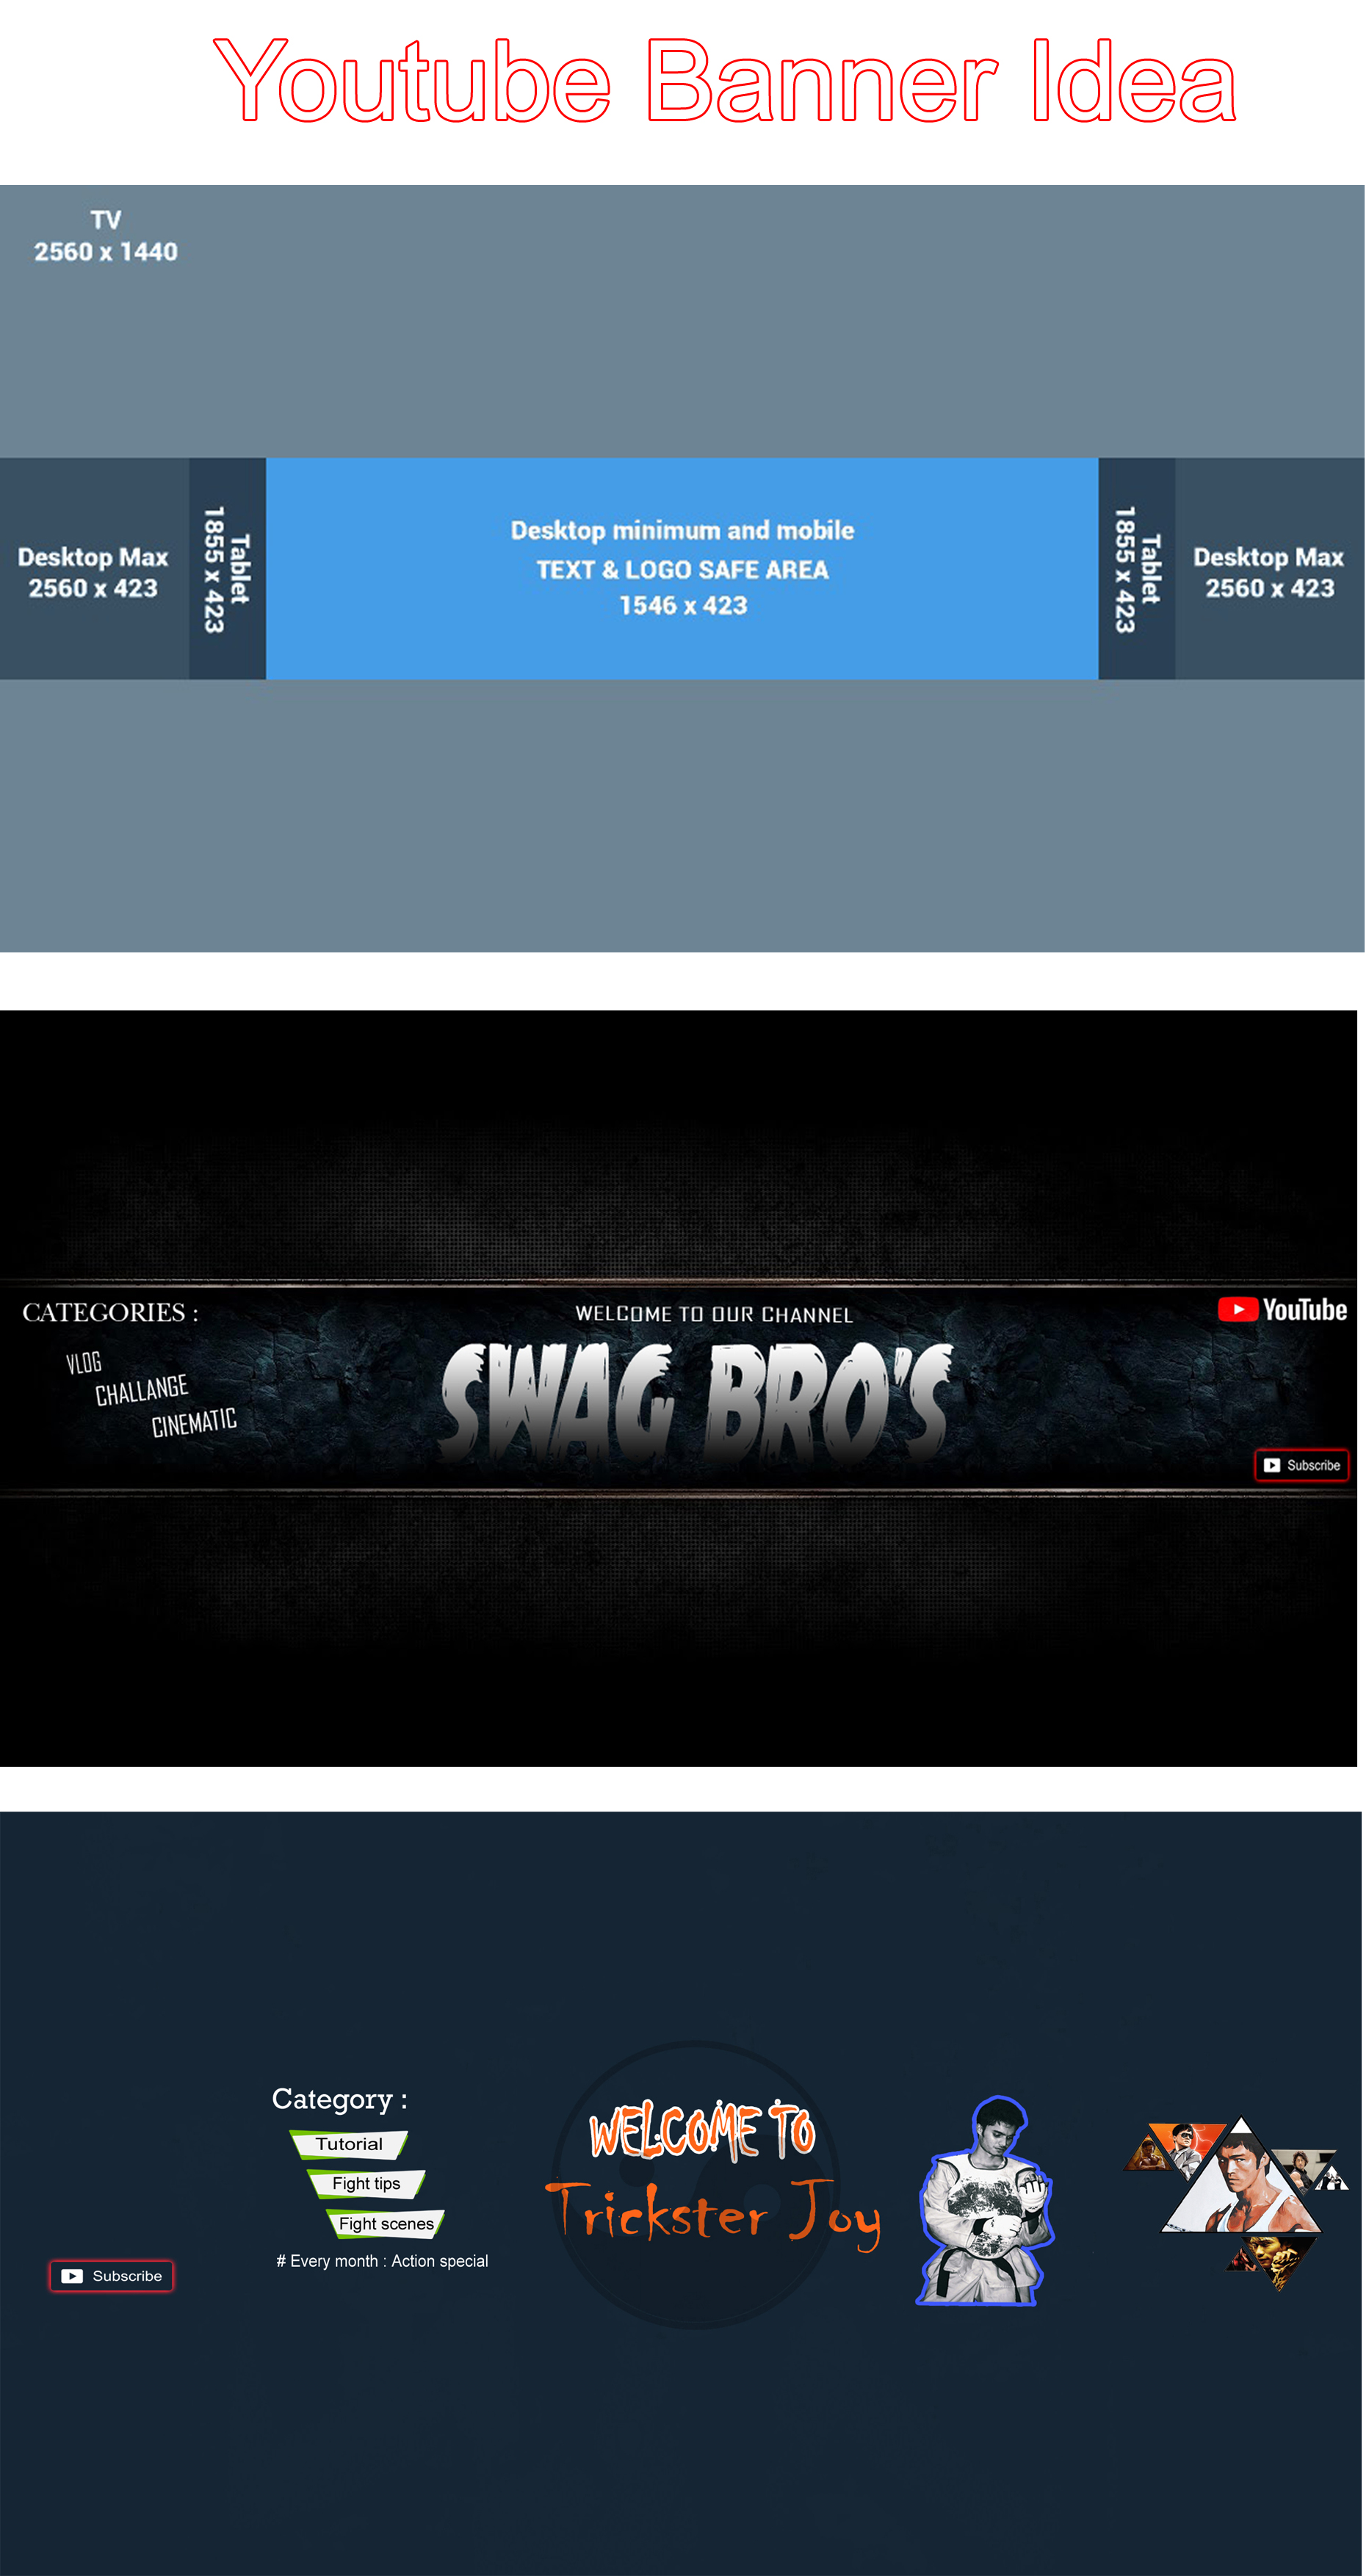 Youtube Banner Idea
TV
2560 x 1440
Desktop Max
2560 x 423
Tablet
1855 x 423
Desktop minimum and mobile
TEXT & LOGO SAFE AREA
1546 x 423
Tablet
1855 x 423
Desktop Max
2560 x 423
CATEGORIES :
VLOG
CHALLANGE
CINEMATIC
WELCOME TO OUR CHANNEL
SWAG BRO'S
YouTube
Subscribe
Category :
Tutorial
Fight tips
Fight scenes
# Every month : Action special
Subscribe
WELCOME TO
Trickster Joy